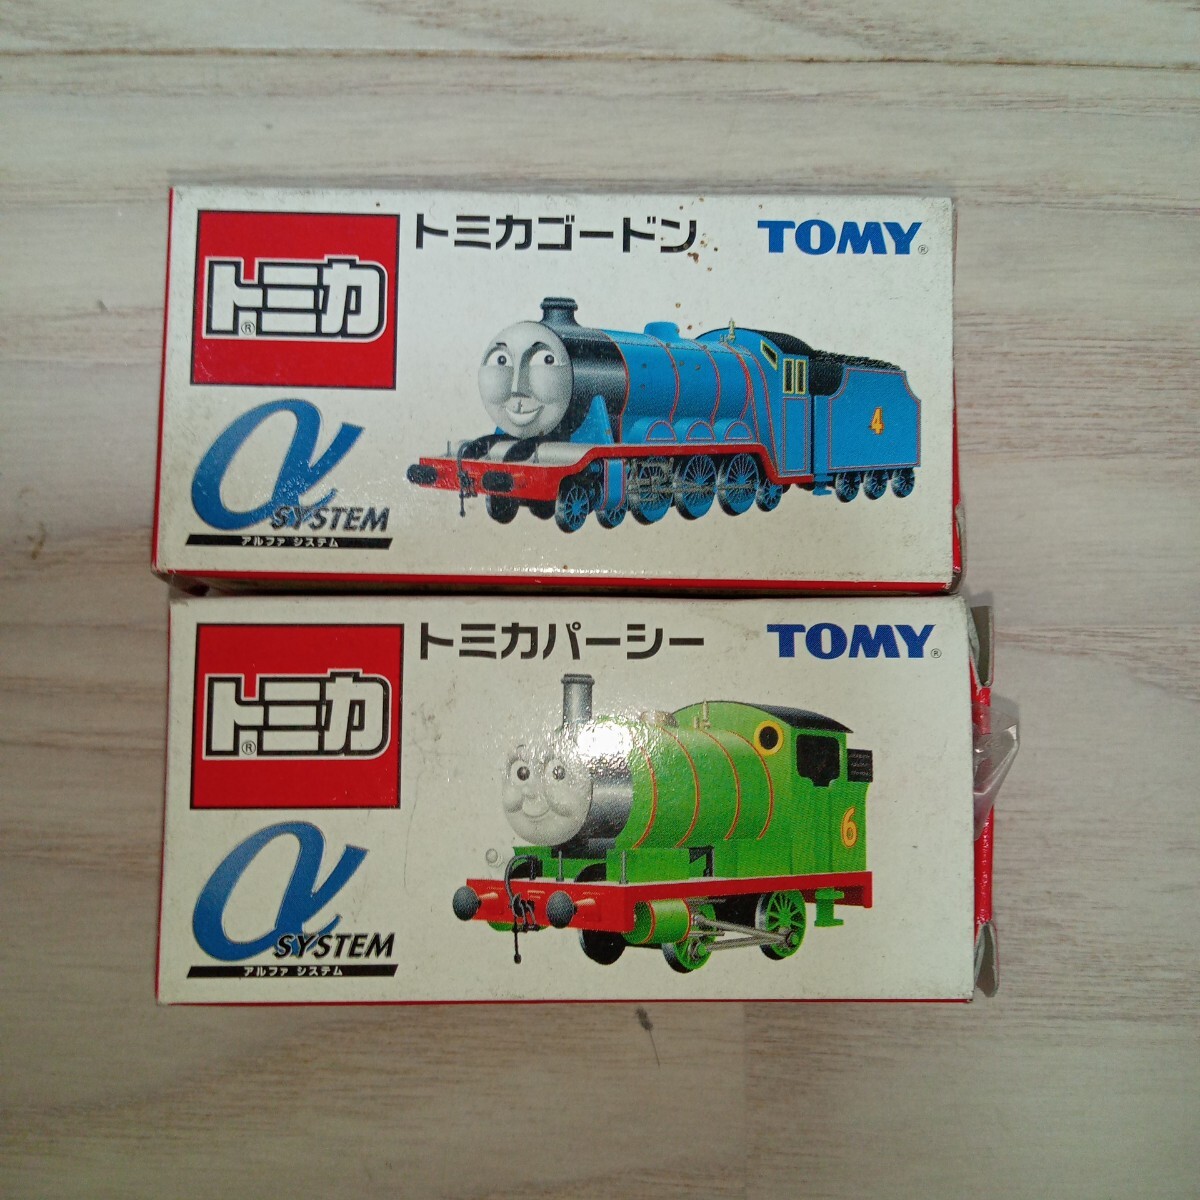 トミカゴードン TOMY®
トミカ®
α SYSTEM
アルファ システム
4
トミカパーシー TOMY®
トミカ®
α SYSTEM
アルファ システム
6